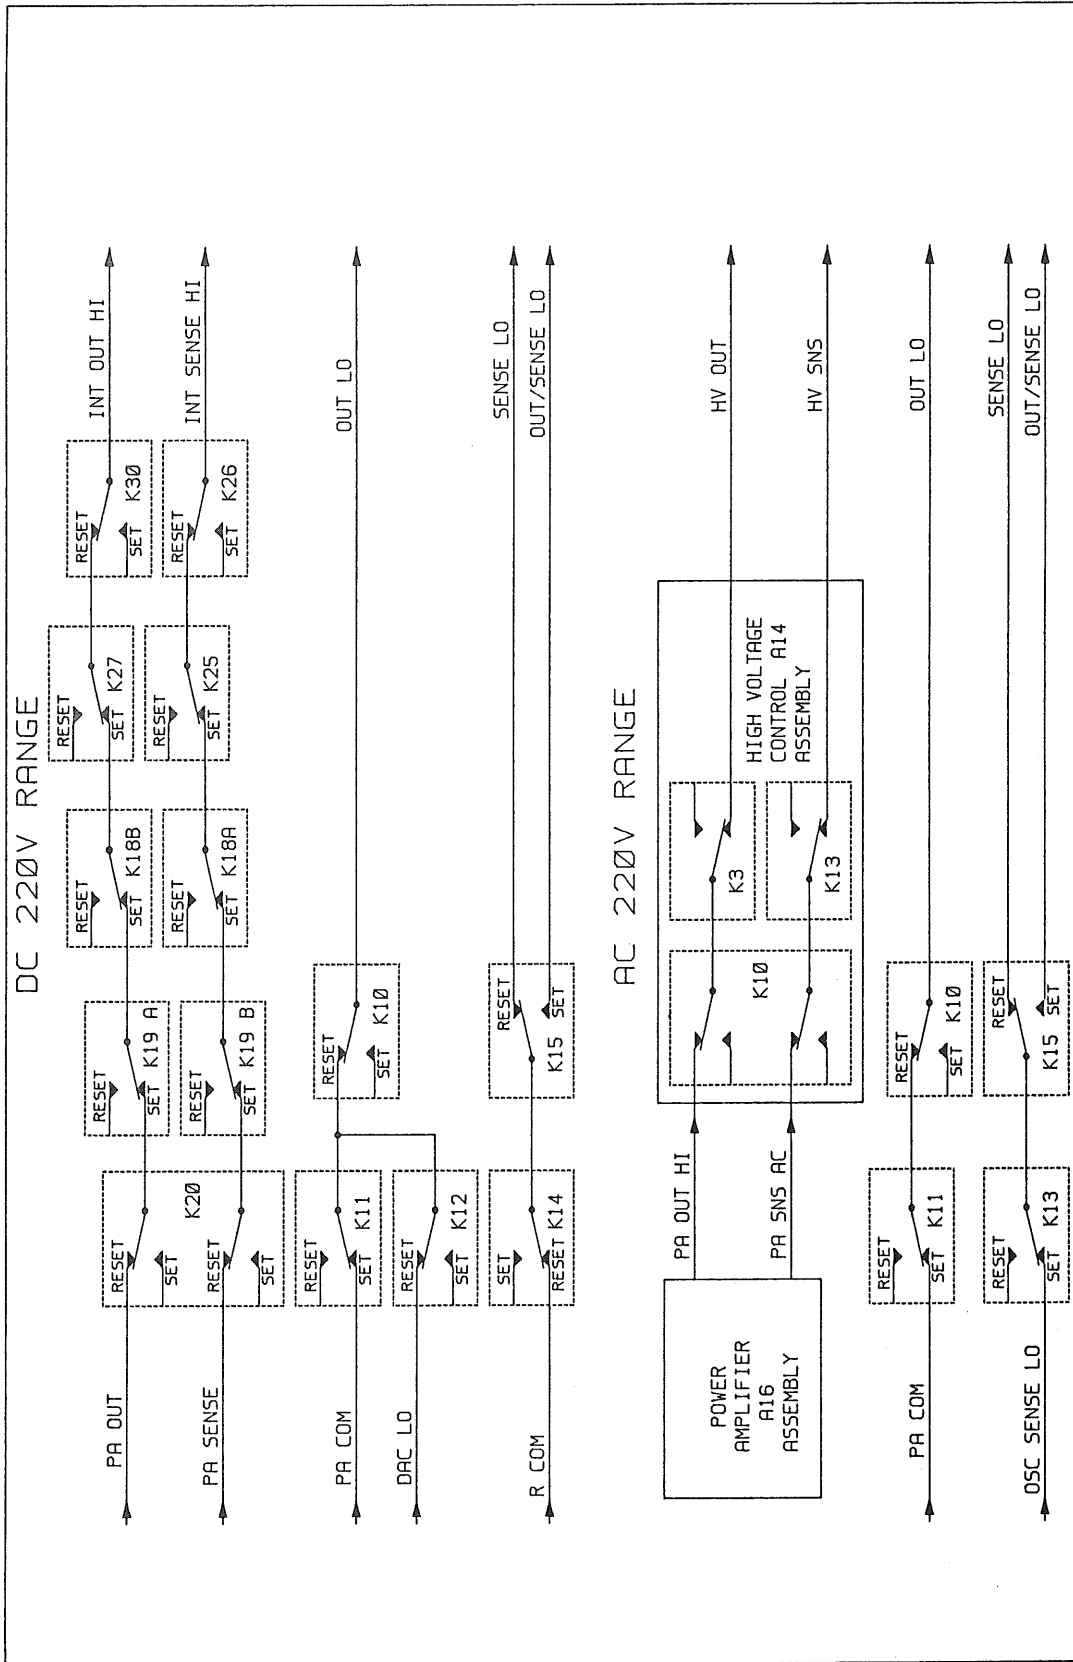 DC 220V RANGE
PA OUT
RESET
SET
K20
RESET
SET
K19 A
RESET
SET
K18B
RESET
SET
K27
RESET
SET
K30
INT OUT HI
PA SENSE
RESET
SET
RESET
SET
K19 B
RESET
SET
K18A
RESET
SET
K25
RESET
SET
K26
INT SENSE HI
PA COM
RESET
SET
K11
RESET
SET
K10
OUT LO
DAC LO
RESET
SET
K12
R COM
SET
RESET
K14
RESET
SET
K15
SENSE LO
OUT/SENSE LO
AC 220V RANGE
POWER
AMPLIFIER
A16
ASSEMBLY
PA OUT HI
PA SNS AC
K10
K3
K13
HIGH VOLTAGE
CONTROL A14
ASSEMBLY
HV OUT
HV SNS
PA COM
RESET
SET
K11
RESET
SET
K10
OUT LO
OSC SENSE LO
RESET
SET
K13
RESET
SET
K15
SENSE LO
OUT/SENSE LO